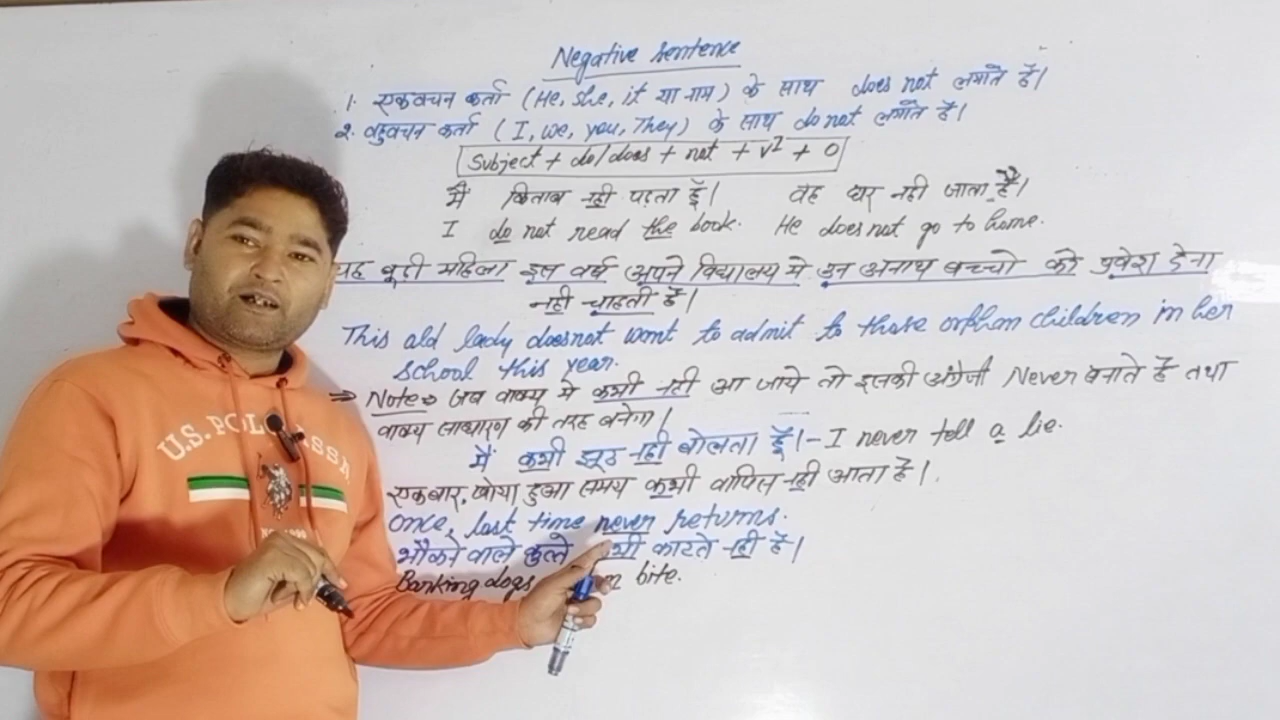 Negative Sentence
1. एकवचन कर्ता (He, she, it या नाम) के साथ does not लगाते हैं।
2. बहुवचन कर्ता (I, we, you, They) के साथ do not लगाते है।
Subject + do/does + not + V¹ + O
मैं किताब नही पढ़ता हूँ। वह घर नही जाता है।
I do not read the book. He does not go to home.
यह बूढ़ी महिला इस वर्ष अपने विद्यालय मे उन अनाथ बच्चो को प्रवेश देना
नही चाहती है।
This old lady doesnot want to admit to those orphan children in her
school this year.
⇒ Note⇒ जब वाक्य मे कभी नही आ जाये तो इसकी अंग्रेजी Never बनाते है तथा
वाक्य साधारण की तरह बनेगा।
मैं कभी झूठ नही बोलता हूँ। - I never tell a lie.
एकबार, खोया हुआ समय कभी वापिस नही आता है।
Once, lost time never returns.
भौंकने वाले कुत्ते कभी काटते नही है।
Barking dogs bite.
U.S. POLO ASSN